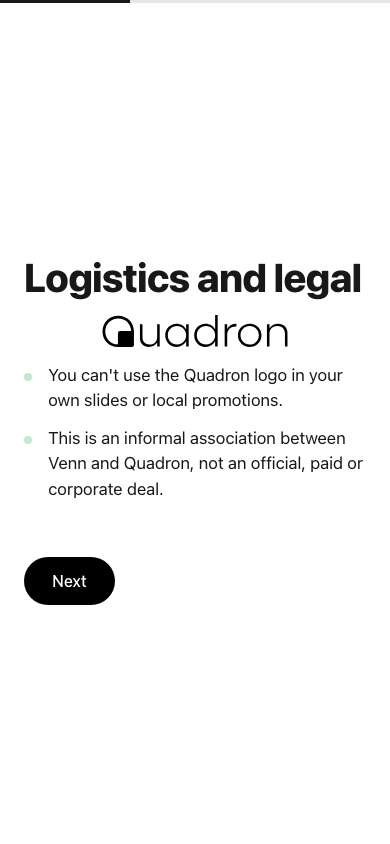 Logistics and legal
Quadron
You can't use the Quadron logo in your
own slides or local promotions.
This is an informal association between
Venn and Quadron, not an official, paid or
corporate deal.
Next